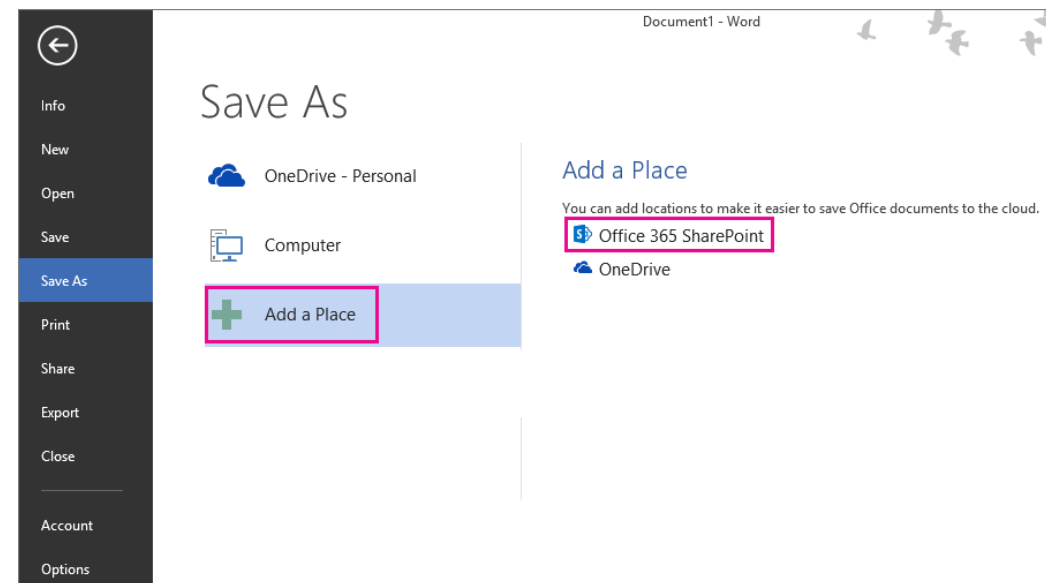 Document1 - Word
Info
New
Open
Save
Save As
Print
Share
Export
Close
Account
Options
Save As
OneDrive - Personal
Computer
Add a Place
Add a Place
You can add locations to make it easier to save Office documents to the cloud.
Office 365 SharePoint
OneDrive